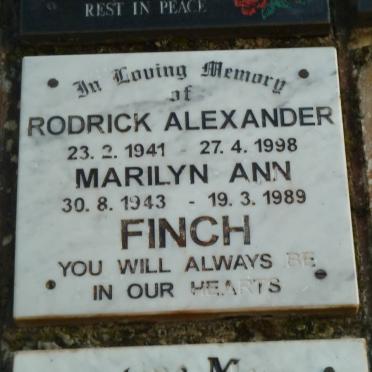 REST IN PEACE
In Loving Memory
of
RODRICK ALEXANDER
23. 2. 1941 - 27. 4. 1998
MARILYN ANN
30. 8. 1943 - 19. 3. 1989
FINCH
YOU WILL ALWAYS BE
IN OUR HEARTS